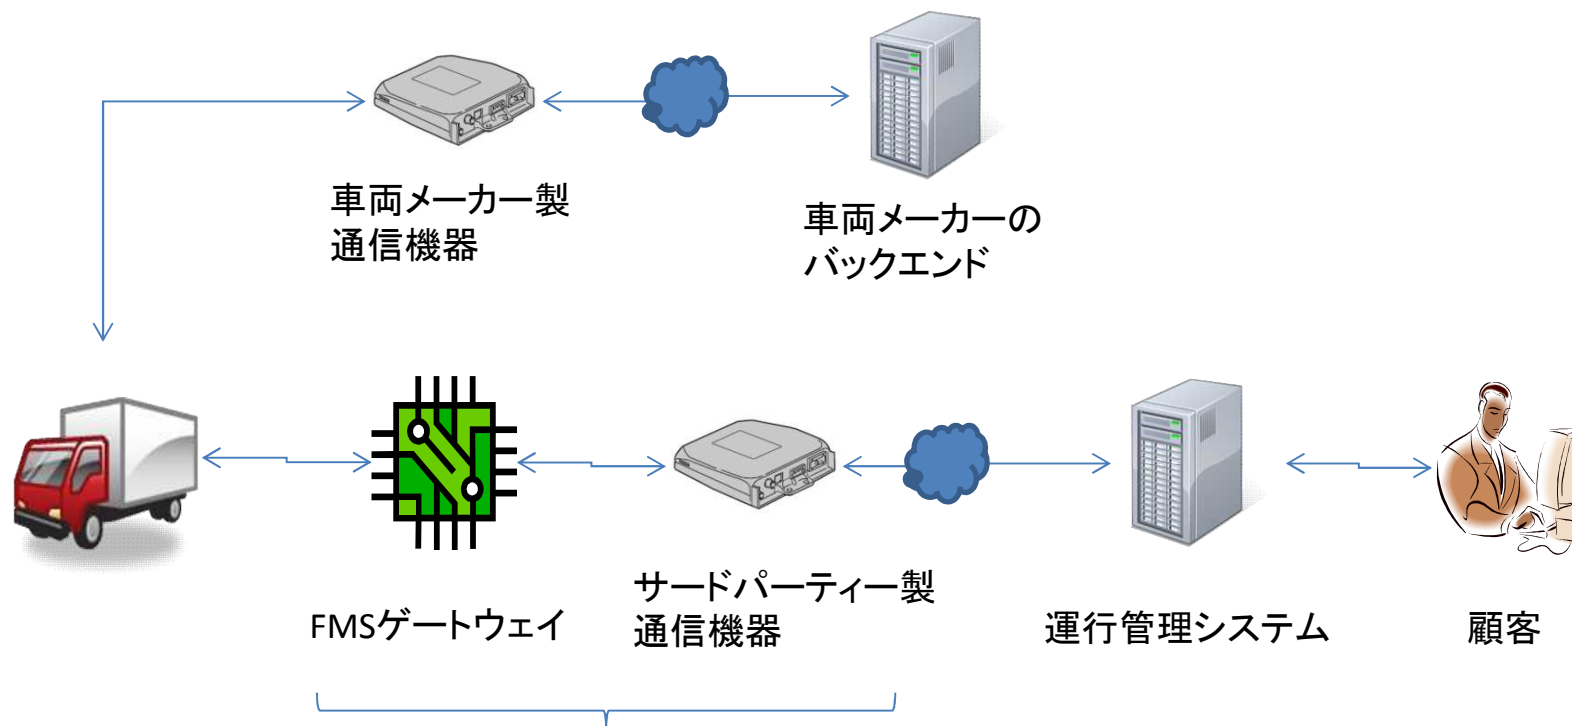 車両メーカー製
通信機器
車両メーカーの
バックエンド
FMSゲートウェイ
サードパーティー製
通信機器
運行管理システム
顧客